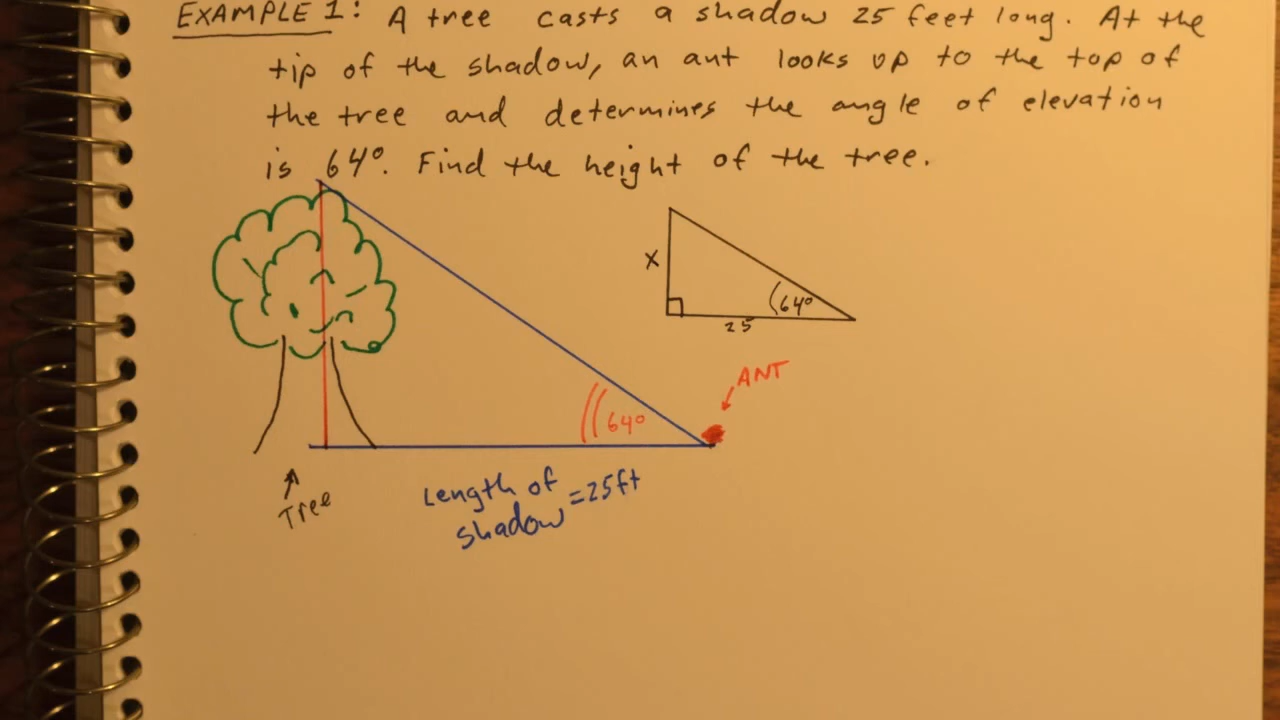 EXAMPLE 1: A tree casts a shadow 25 feet long. At the
tip of the shadow, an ant looks up to the top of
the tree and determines the angle of elevation
is 64°. Find the height of the tree.
X
64°
25
ANT
64°
Length of
shadow
=25ft
Tree